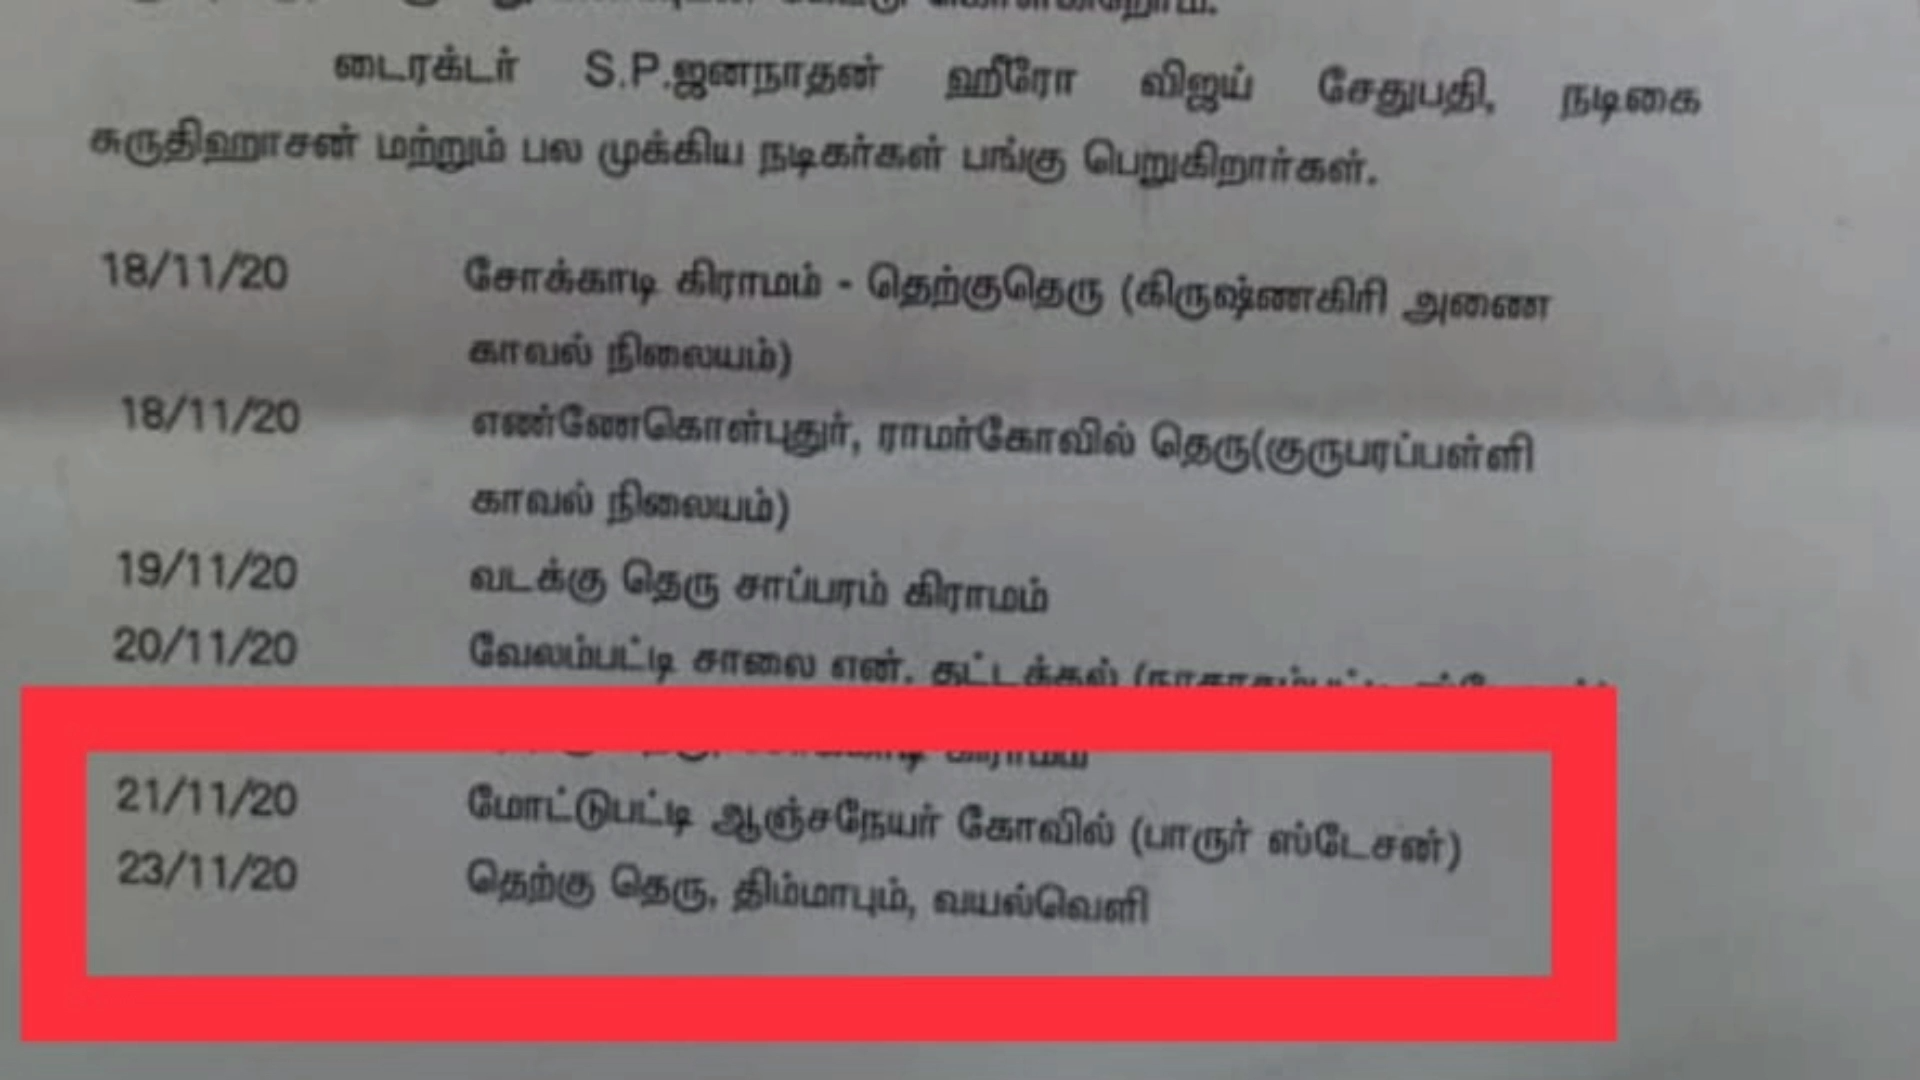 டைரக்டர் S.P.ஜனநாதன் ஹீரோ விஜய் சேதுபதி, நடிகை
சுருதிஹாசன் மற்றும் பல முக்கிய நடிகர்கள் பங்கு பெறுகிறார்கள்.
18/11/20 சோக்காடி கிராமம் - தெற்குதெரு (கிருஷ்ணகிரி அணை
காவல் நிலையம்)
18/11/20 எண்ணேகொள்புதுர், ராமர்கோவில் தெரு(குருபரப்பள்ளி
காவல் நிலையம்)
19/11/20 வடக்கு தெரு சாப்பரம் கிராமம்
20/11/20 வேலம்பட்டி சாலை என். தட்டக்கல்
கிராமம்
21/11/20 மோட்டுபட்டி ஆஞ்சநேயர் கோவில் (பாருர் ஸ்டேசன்)
23/11/20 தெற்கு தெரு, திம்மாபும், வயல்வெளி